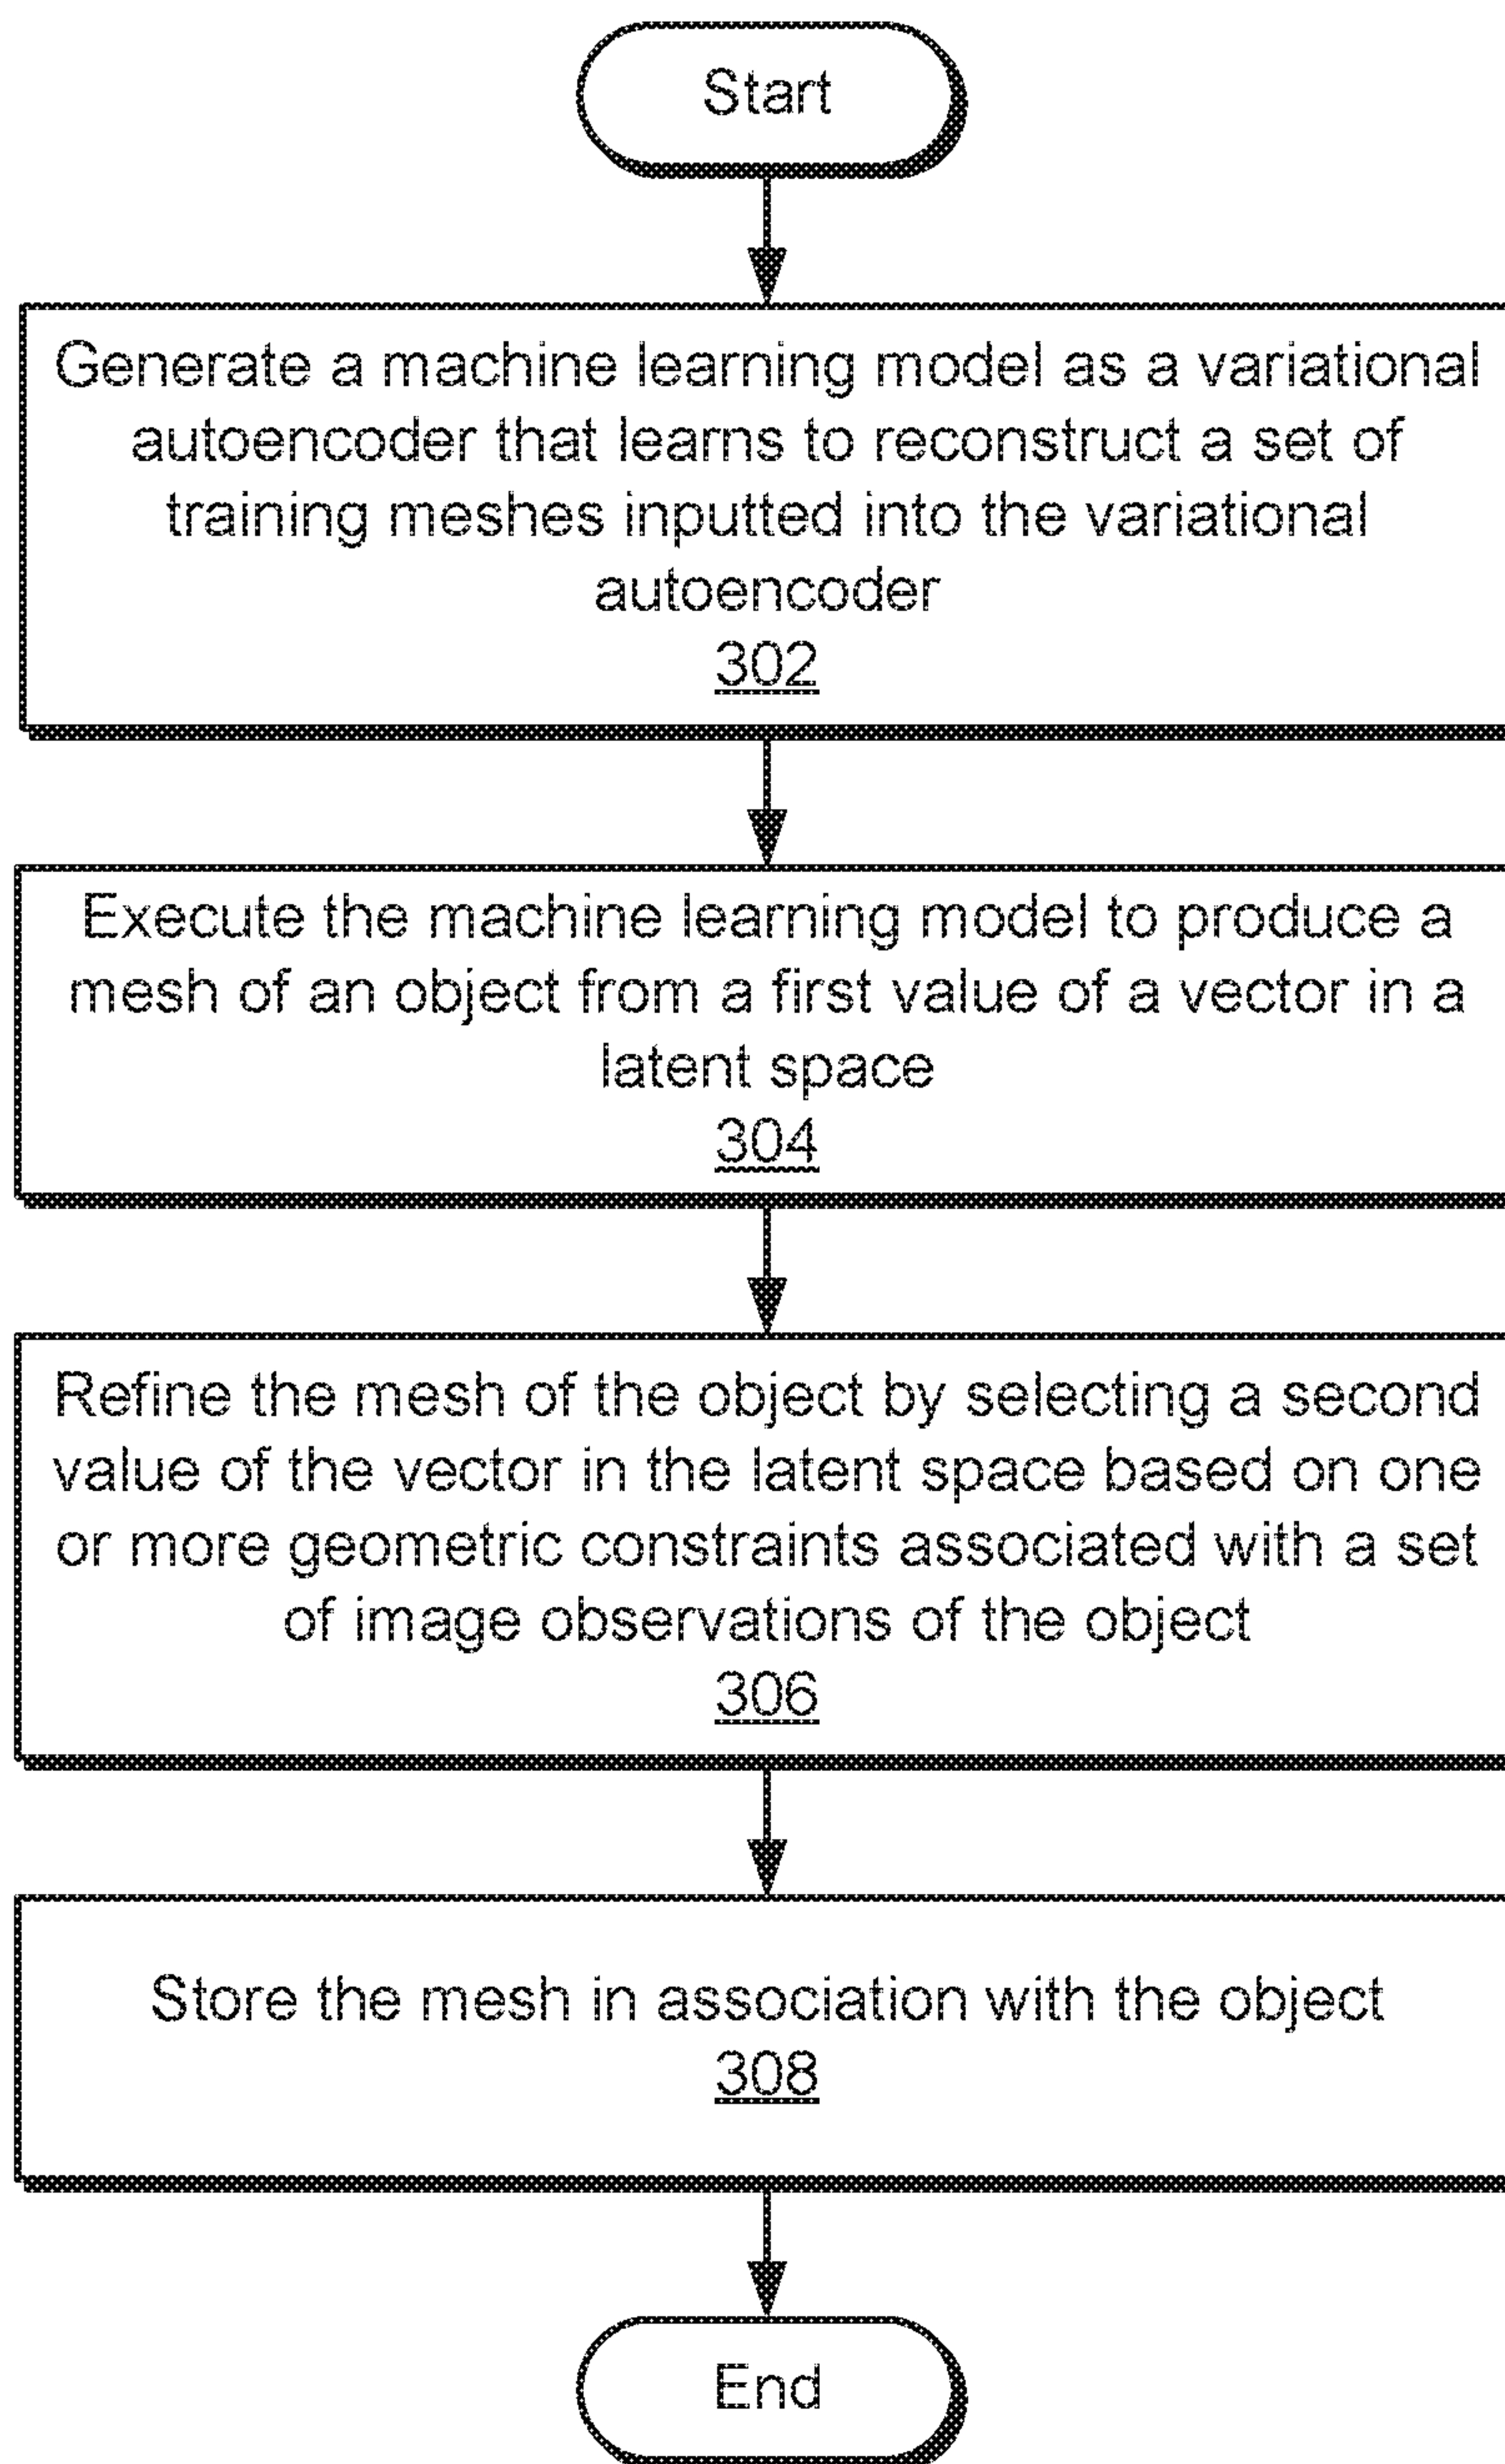 Start
Generate a machine learning model as a variational
autoencoder that learns to reconstruct a set of
training meshes inputted into the variational
autoencoder
302
Execute the machine learning model to produce a
mesh of an object from a first value of a vector in a
latent space
304
Refine the mesh of the object by selecting a second
value of the vector in the latent space based on one
or more geometric constraints associated with a set
of image observations of the object
306
Store the mesh in association with the object
308
End